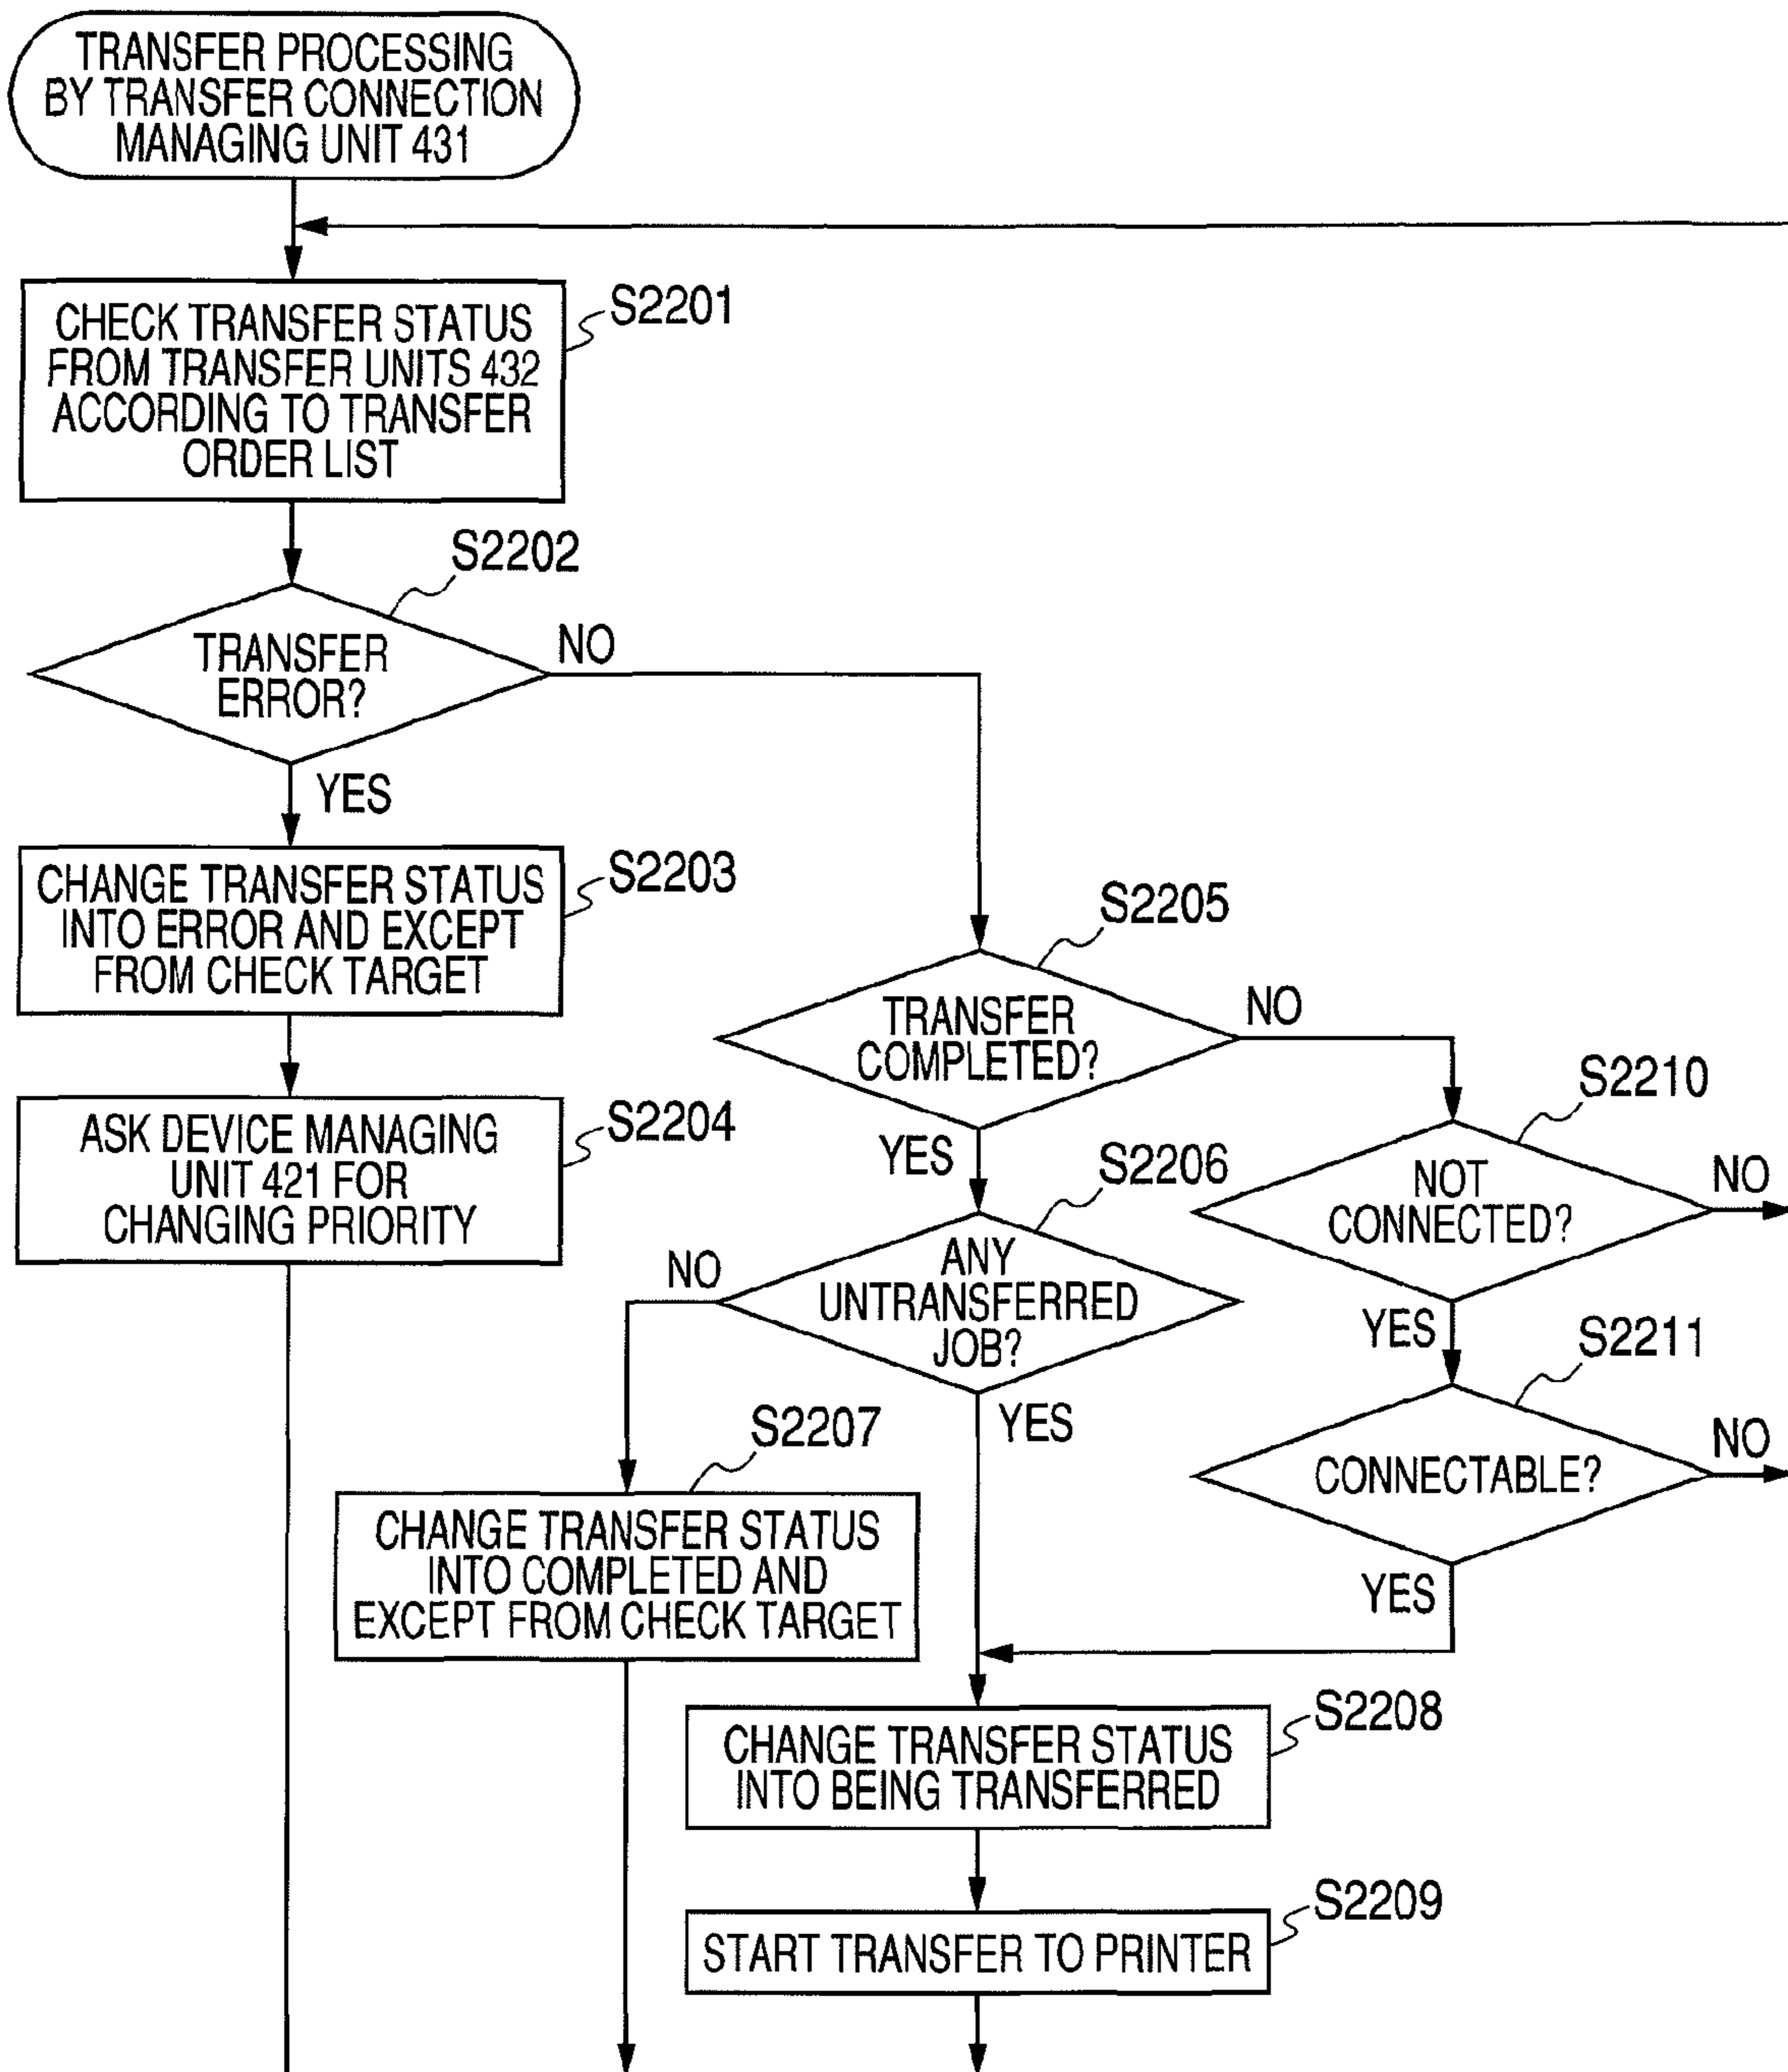 TRANSFER PROCESSING
BY TRANSFER CONNECTION
MANAGING UNIT 431
CHECK TRANSFER STATUS
FROM TRANSFER UNITS 432
ACCORDING TO TRANSFER
ORDER LIST
S2201
S2202
TRANSFER
ERROR?
NO
YES
CHANGE TRANSFER STATUS
INTO ERROR AND EXCEPT
FROM CHECK TARGET
S2203
ASK DEVICE MANAGING
UNIT 421 FOR
CHANGING PRIORITY
S2204
S2205
TRANSFER
COMPLETED?
NO
YES
S2206
ANY
UNTRANSFERRED
JOB?
NO
YES
S2207
CHANGE TRANSFER STATUS
INTO COMPLETED AND
EXCEPT FROM CHECK TARGET
S2210
NOT
CONNECTED?
NO
YES
S2211
CONNECTABLE?
NO
YES
CHANGE TRANSFER STATUS
INTO BEING TRANSFERRED
S2208
START TRANSFER TO PRINTER
S2209